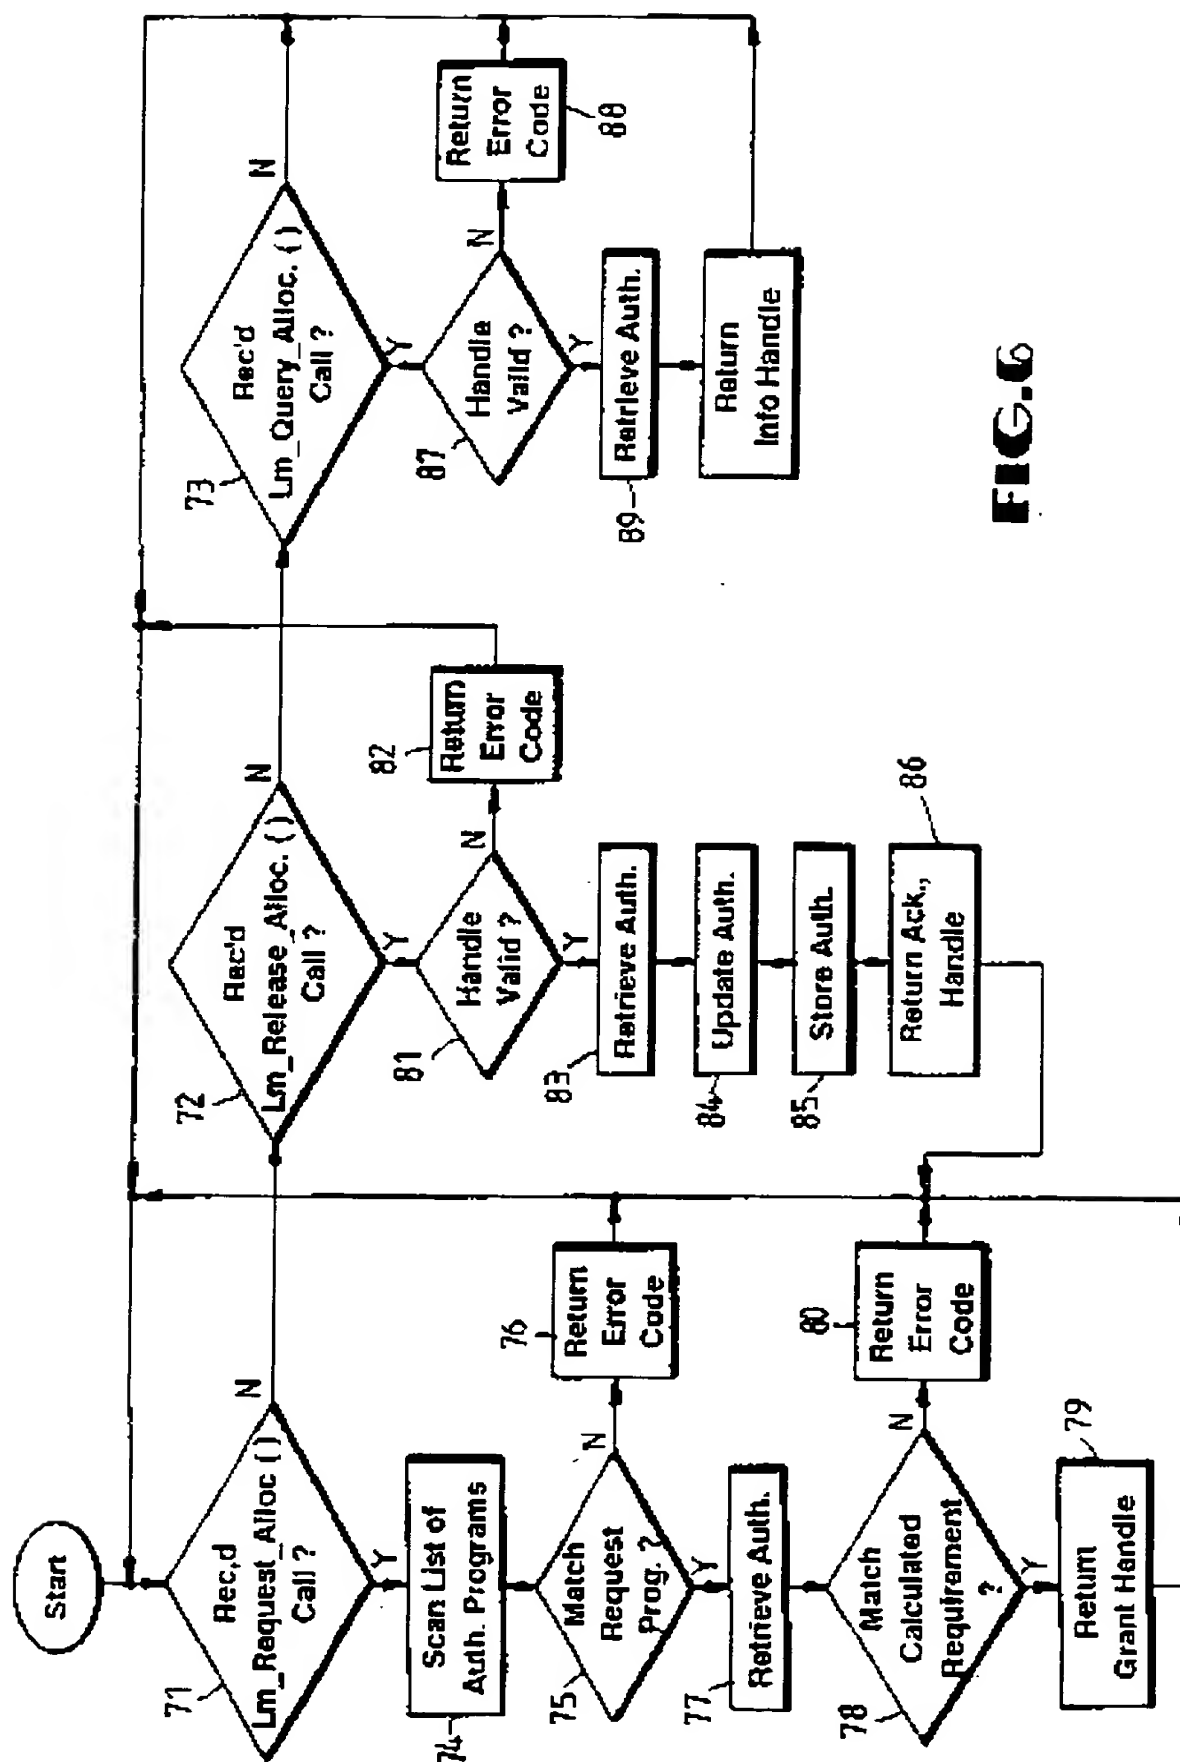 Start
71
Rec,d
Lm_Request_Alloc ( )
Call ?
N
Y
74
Scan List of
Auth. Programs
75
Match
Request
Prog. ?
N
Y
76
Return
Error
Code
77
Retrieve Auth.
78
Match
Calculated
Requirement
?
N
Y
80
Return
Error
Code
79
Return
Grant Handle
72
Rec'd
Lm_Release_Alloc. ( )
Call ?
N
Y
81
Handle
Valid ?
N
Y
82
Return
Error
Code
83
Retrieve Auth.
84
Update Auth.
85
Store Auth.
86
Return Ack.,
Handle
73
Rec'd
Lm_Query_Alloc. ( )
Call ?
N
Y
87
Handle
Valid ?
N
Y
Return
Error
Code
88
89
Retrieve Auth.
Return
Info Handle
FIG.6